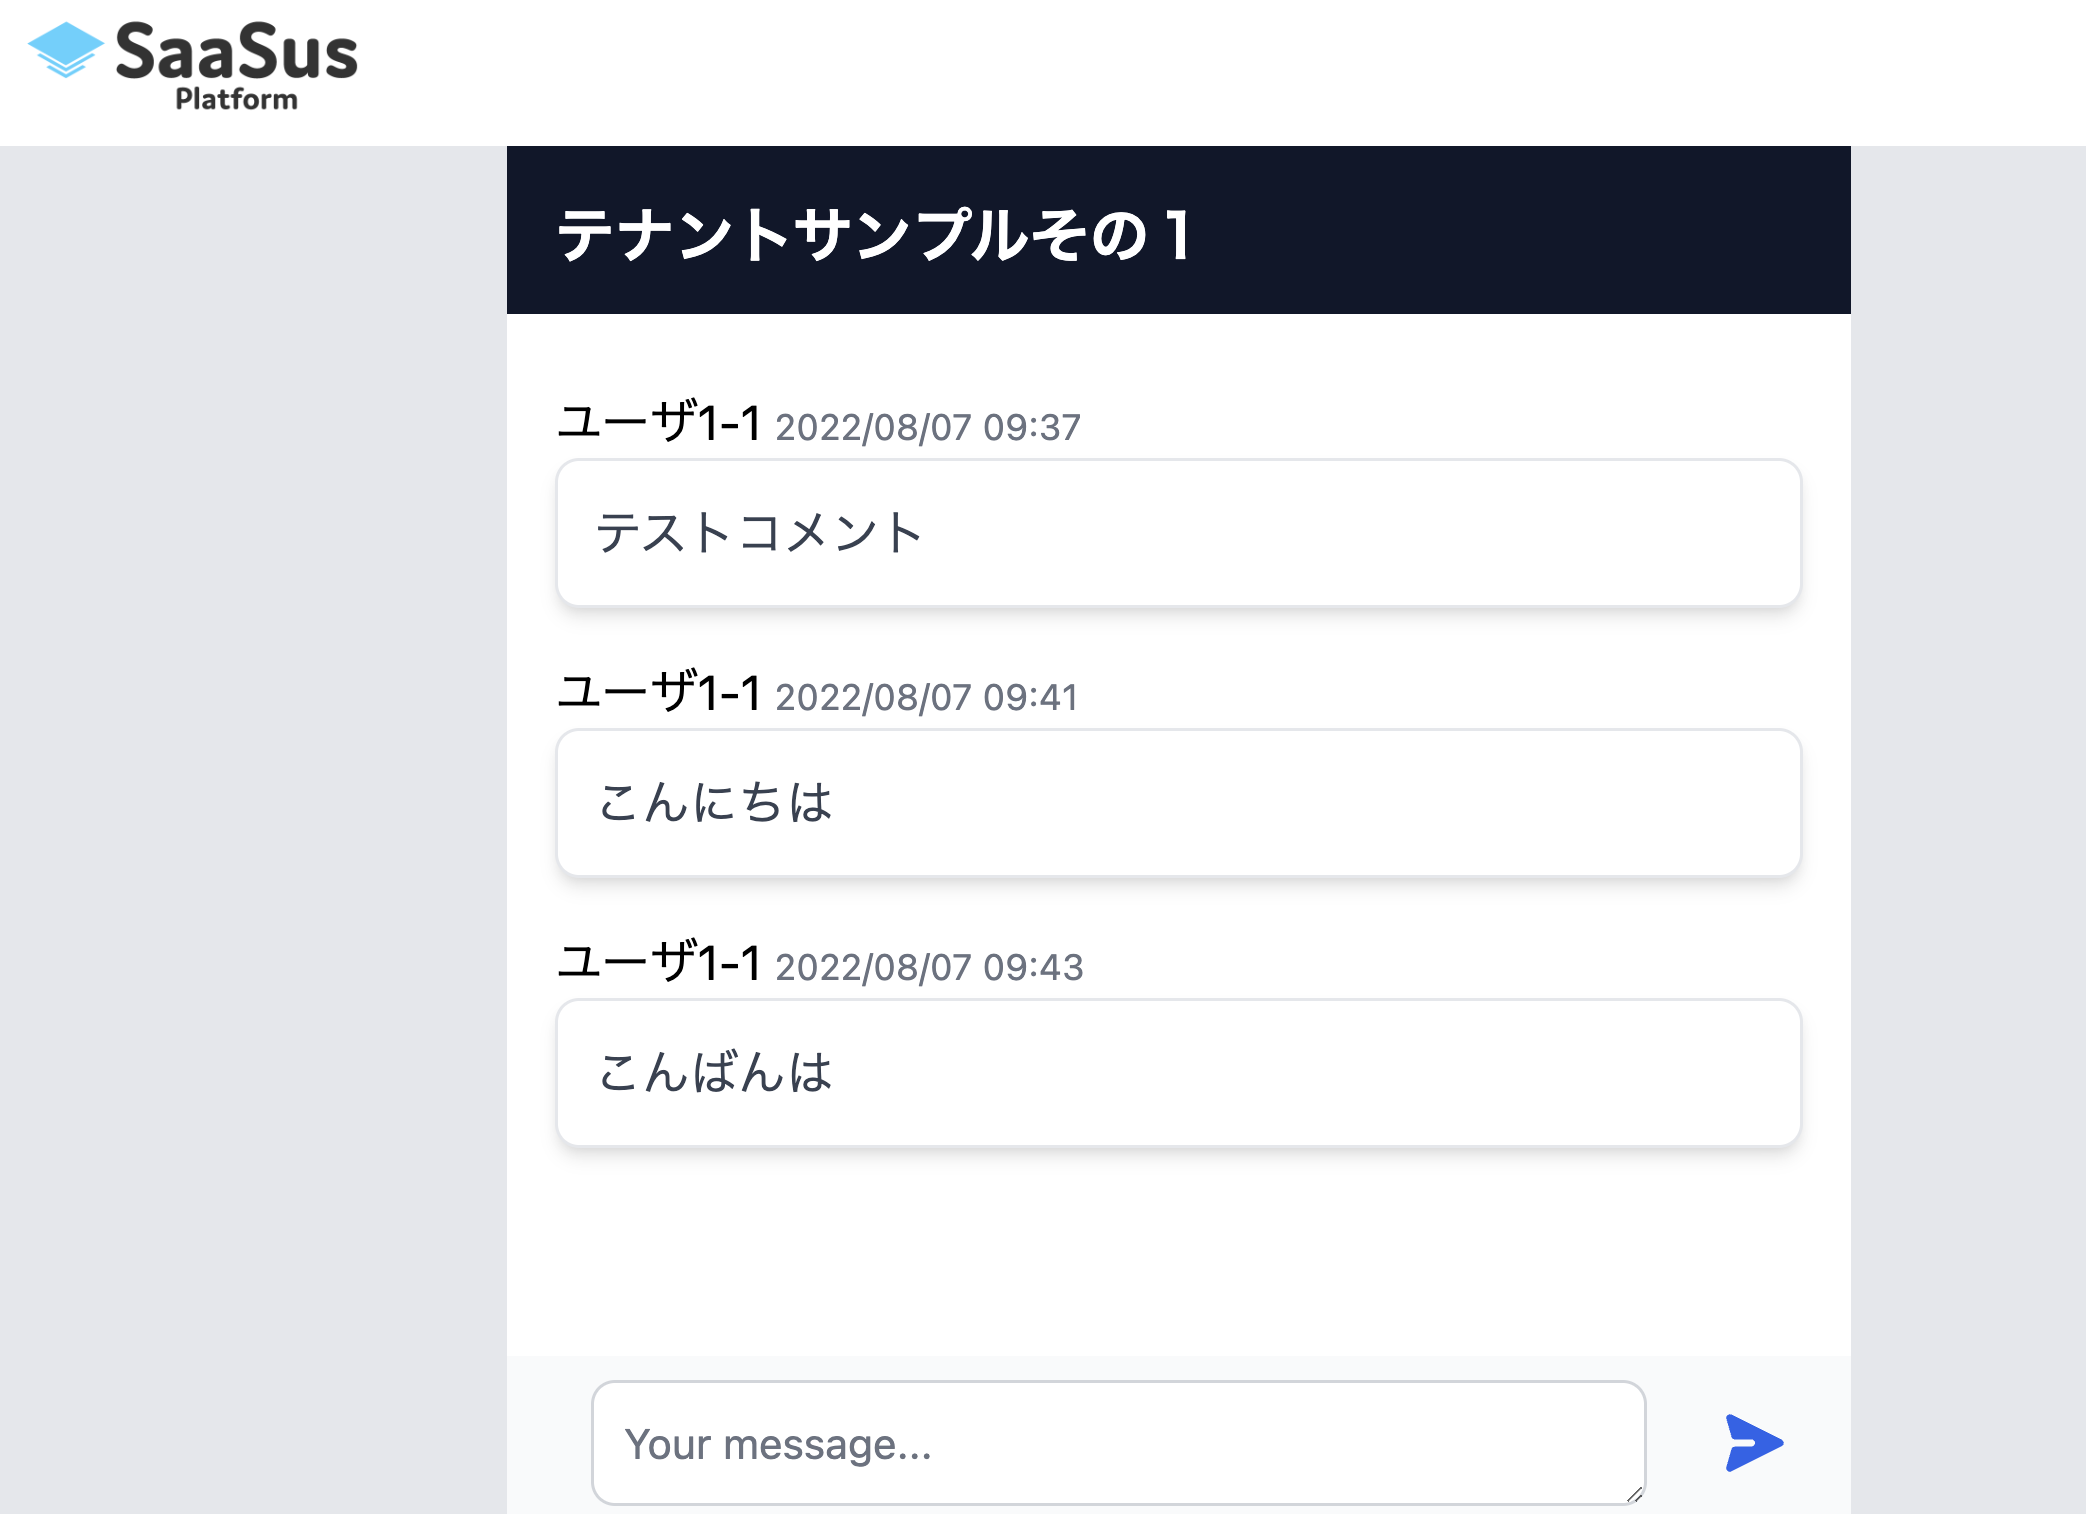 SaaSus
Platform
テナントサンプルその１
ユーザ1-1 2022/08/07 09:37
テストコメント
ユーザ1-1 2022/08/07 09:41
こんにちは
ユーザ1-1 2022/08/07 09:43
こんばんは
Your message...